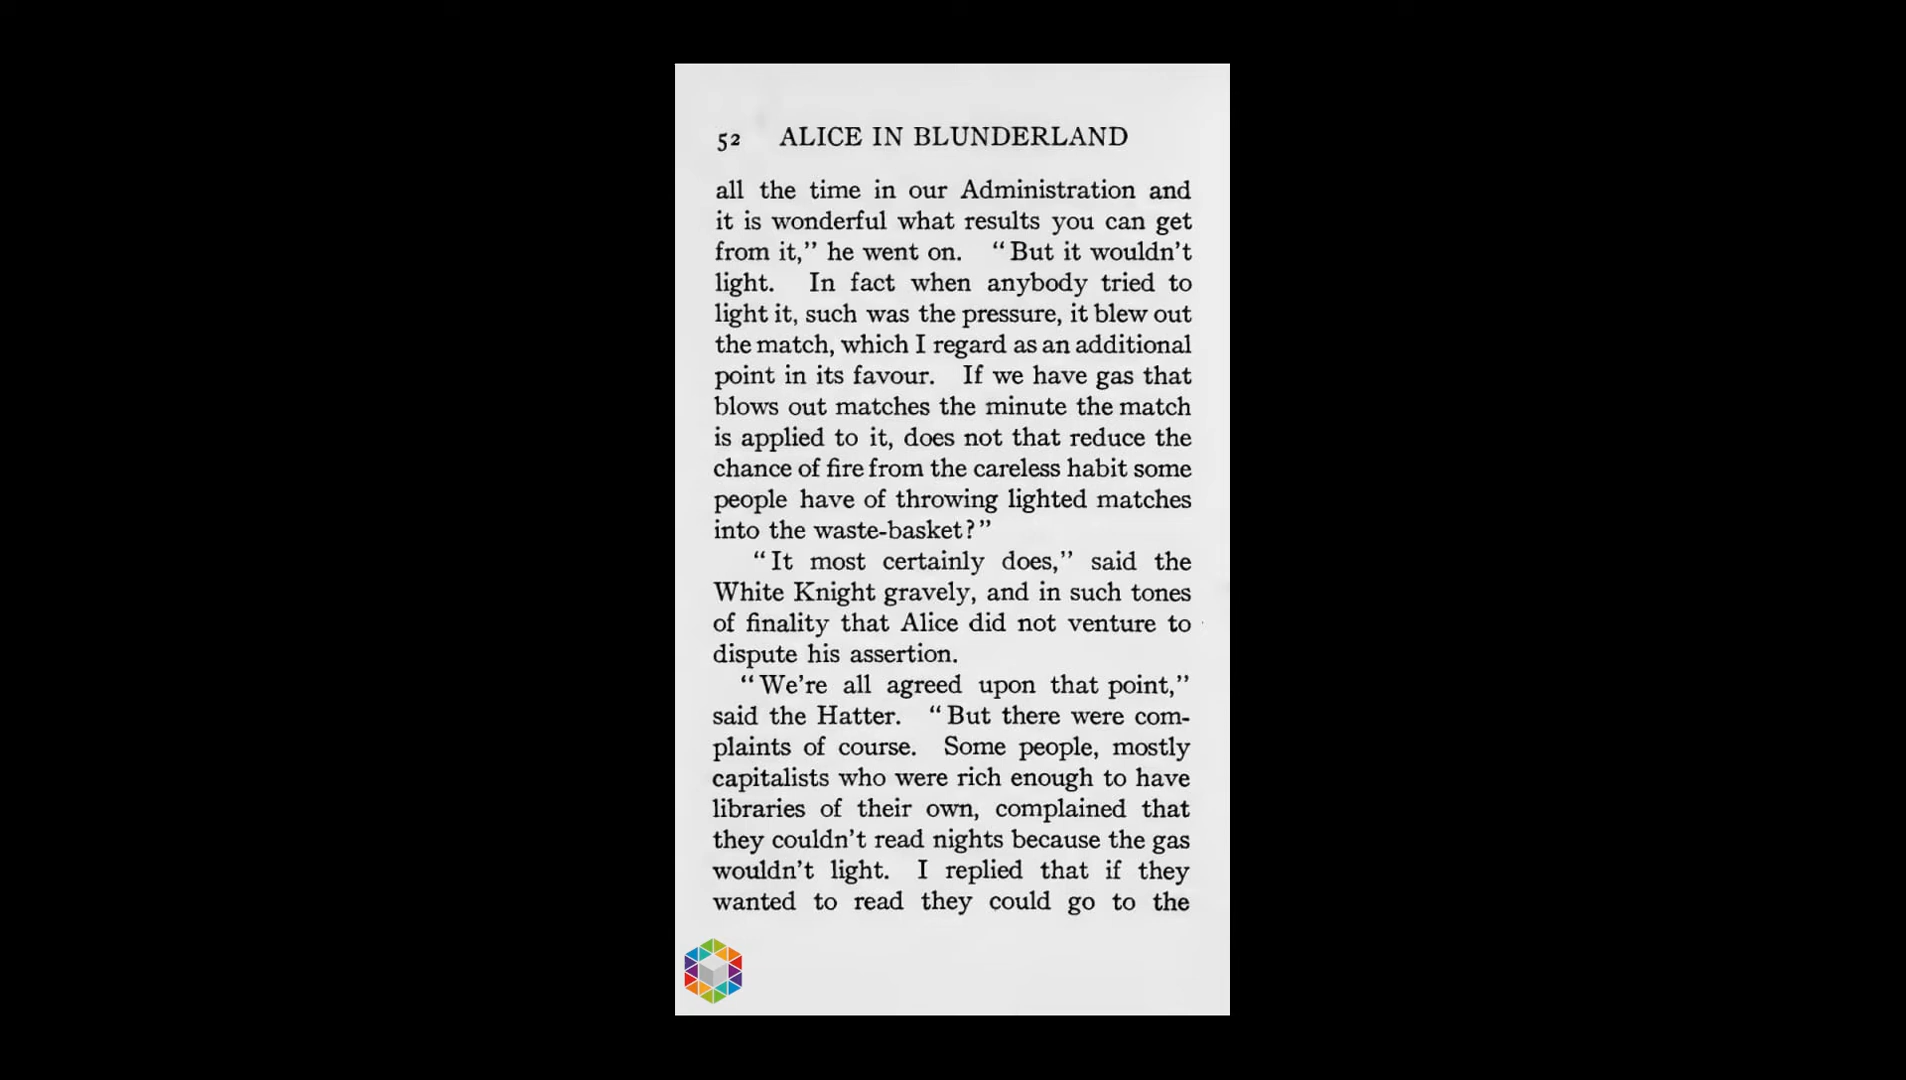 52 ALICE IN BLUNDERLAND
all the time in our Administration and
it is wonderful what results you can get
from it,” he went on. “But it wouldn’t
light. In fact when anybody tried to
light it, such was the pressure, it blew out
the match, which I regard as an additional
point in its favour. If we have gas that
blows out matches the minute the match
is applied to it, does not that reduce the
chance of fire from the careless habit some
people have of throwing lighted matches
into the waste-basket?”
“It most certainly does,” said the
White Knight gravely, and in such tones
of finality that Alice did not venture to
dispute his assertion.
“We’re all agreed upon that point,”
said the Hatter. “But there were com-
plaints of course. Some people, mostly
capitalists who were rich enough to have
libraries of their own, complained that
they couldn’t read nights because the gas
wouldn’t light. I replied that if they
wanted to read they could go to the